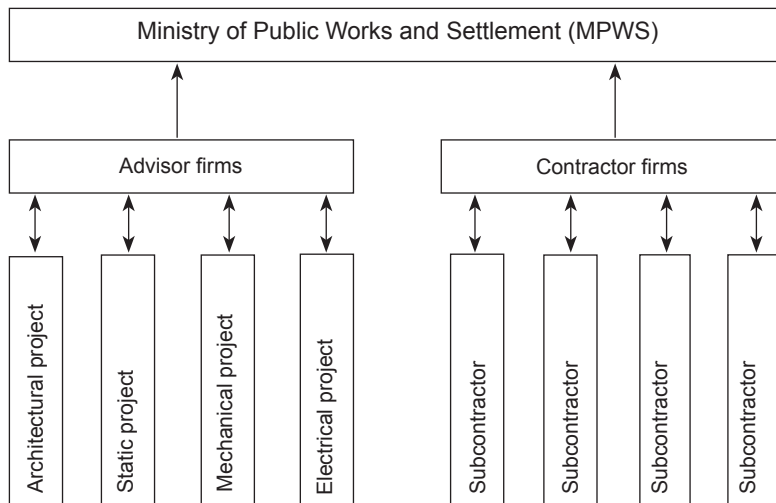 Ministry of Public Works and Settlement (MPWS)
Advisor firms
Contractor firms
Architectural project
Static project
Mechanical project
Electrical project
Subcontractor
Subcontractor
Subcontractor
Subcontractor